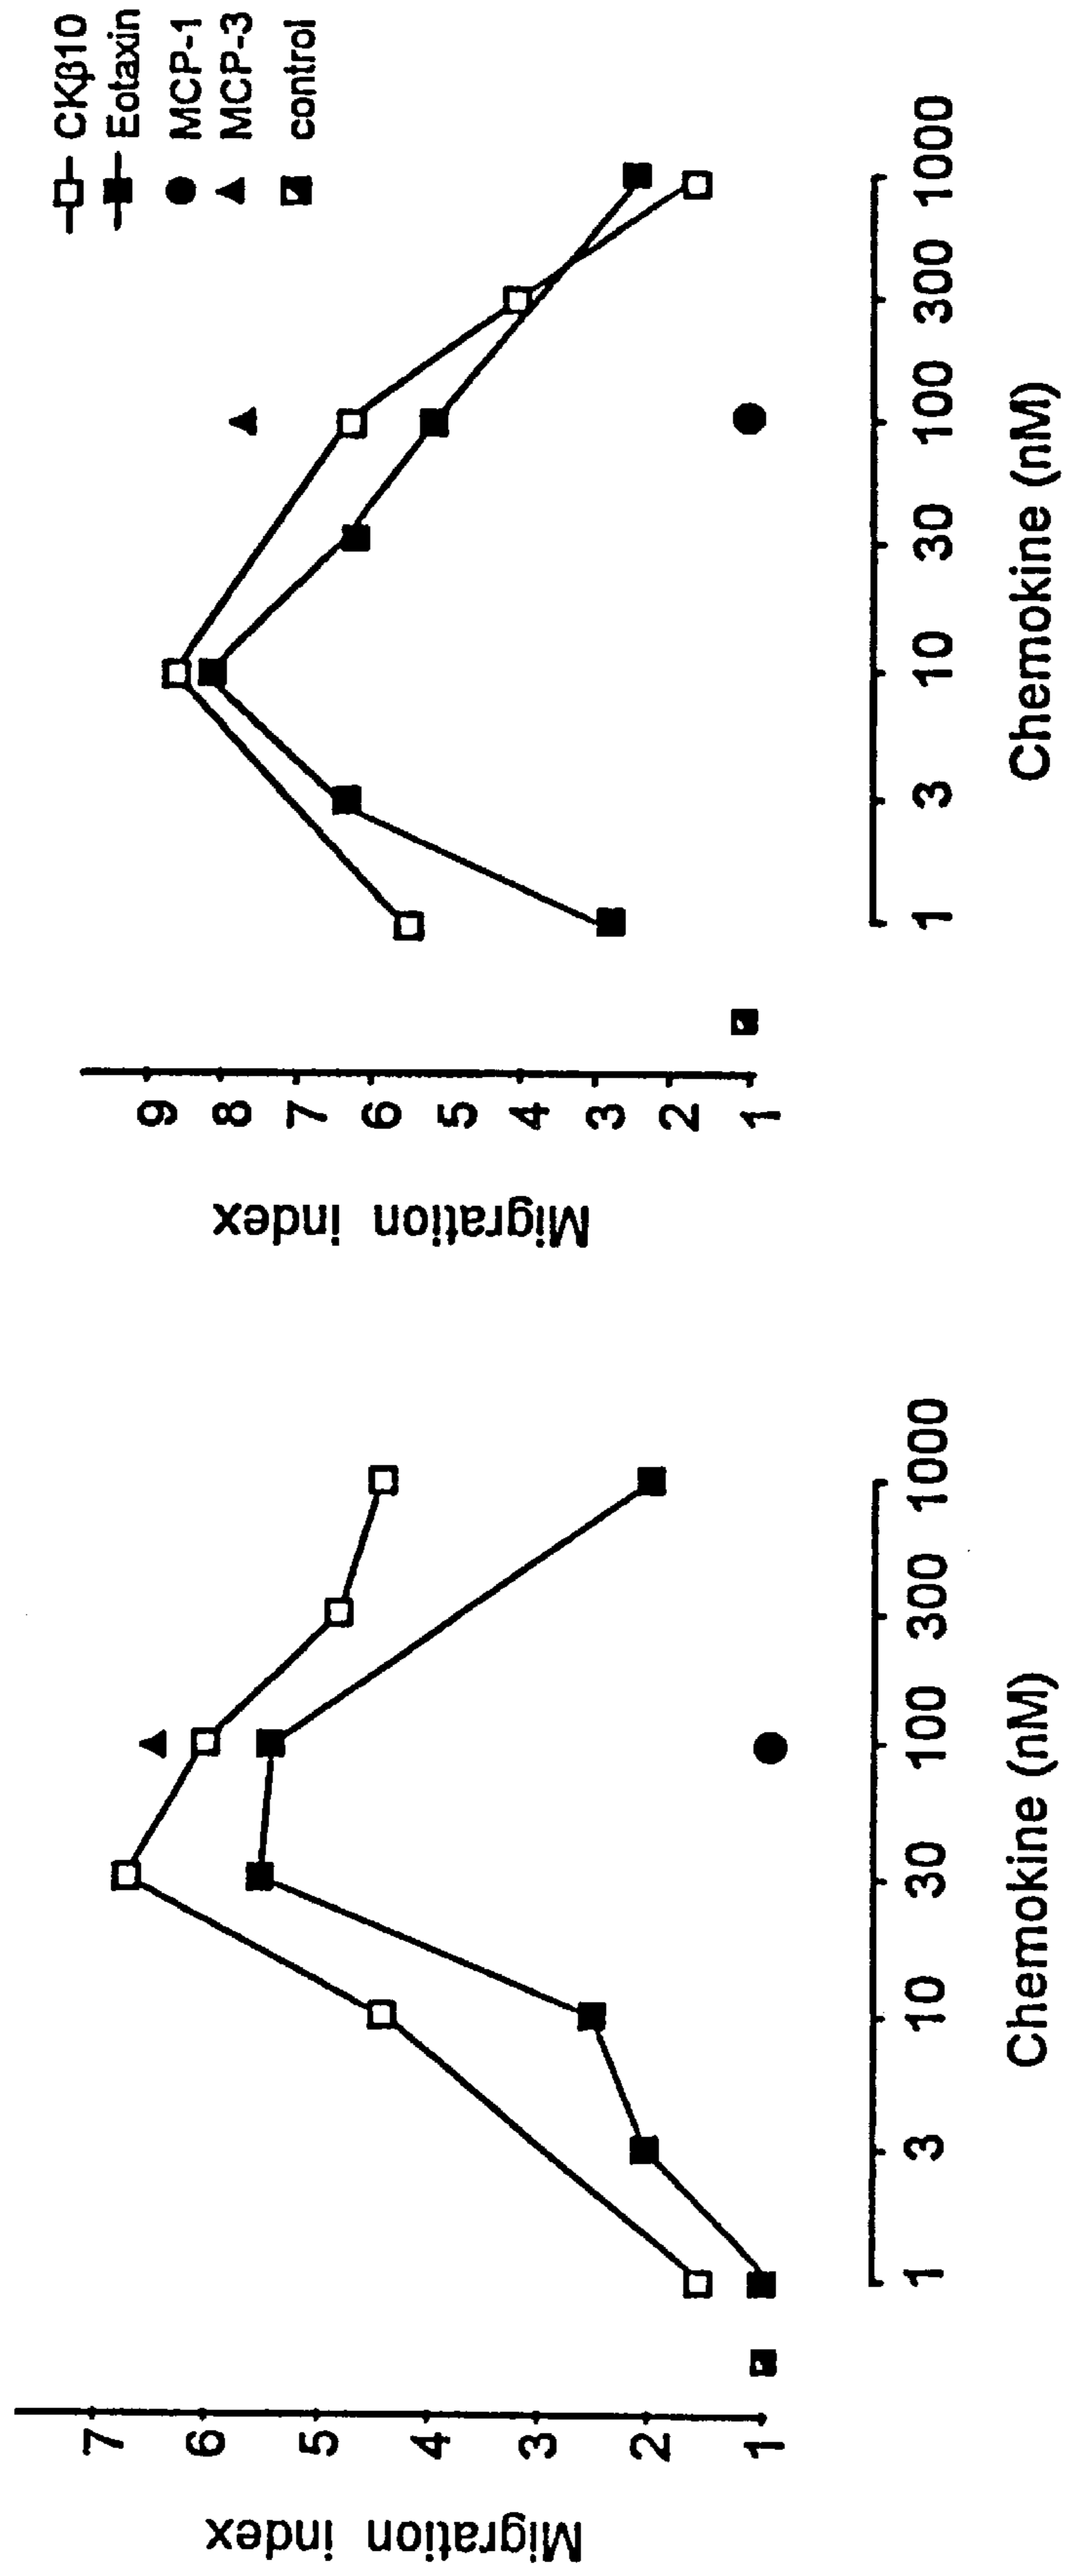 CKβ10
Eotaxin
MCP-1
MCP-3
control
Migration index
7
6
5
4
3
2
1
1 3 10 30 100 300 1000
Chemokine (nM)
Migration index
9
8
7
6
5
4
3
2
1
1 3 10 30 100 300 1000
Chemokine (nM)